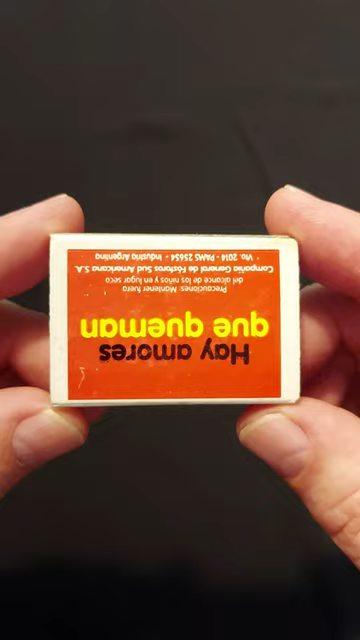 Hay amores
que queman
Precauciones: Mantener fuera
del alcance de los niños y en lugar seco
Compañía General de Fósforos Sud Americana S.A.
Vto. 2014 - PAMS 25654 - Industria Argentina